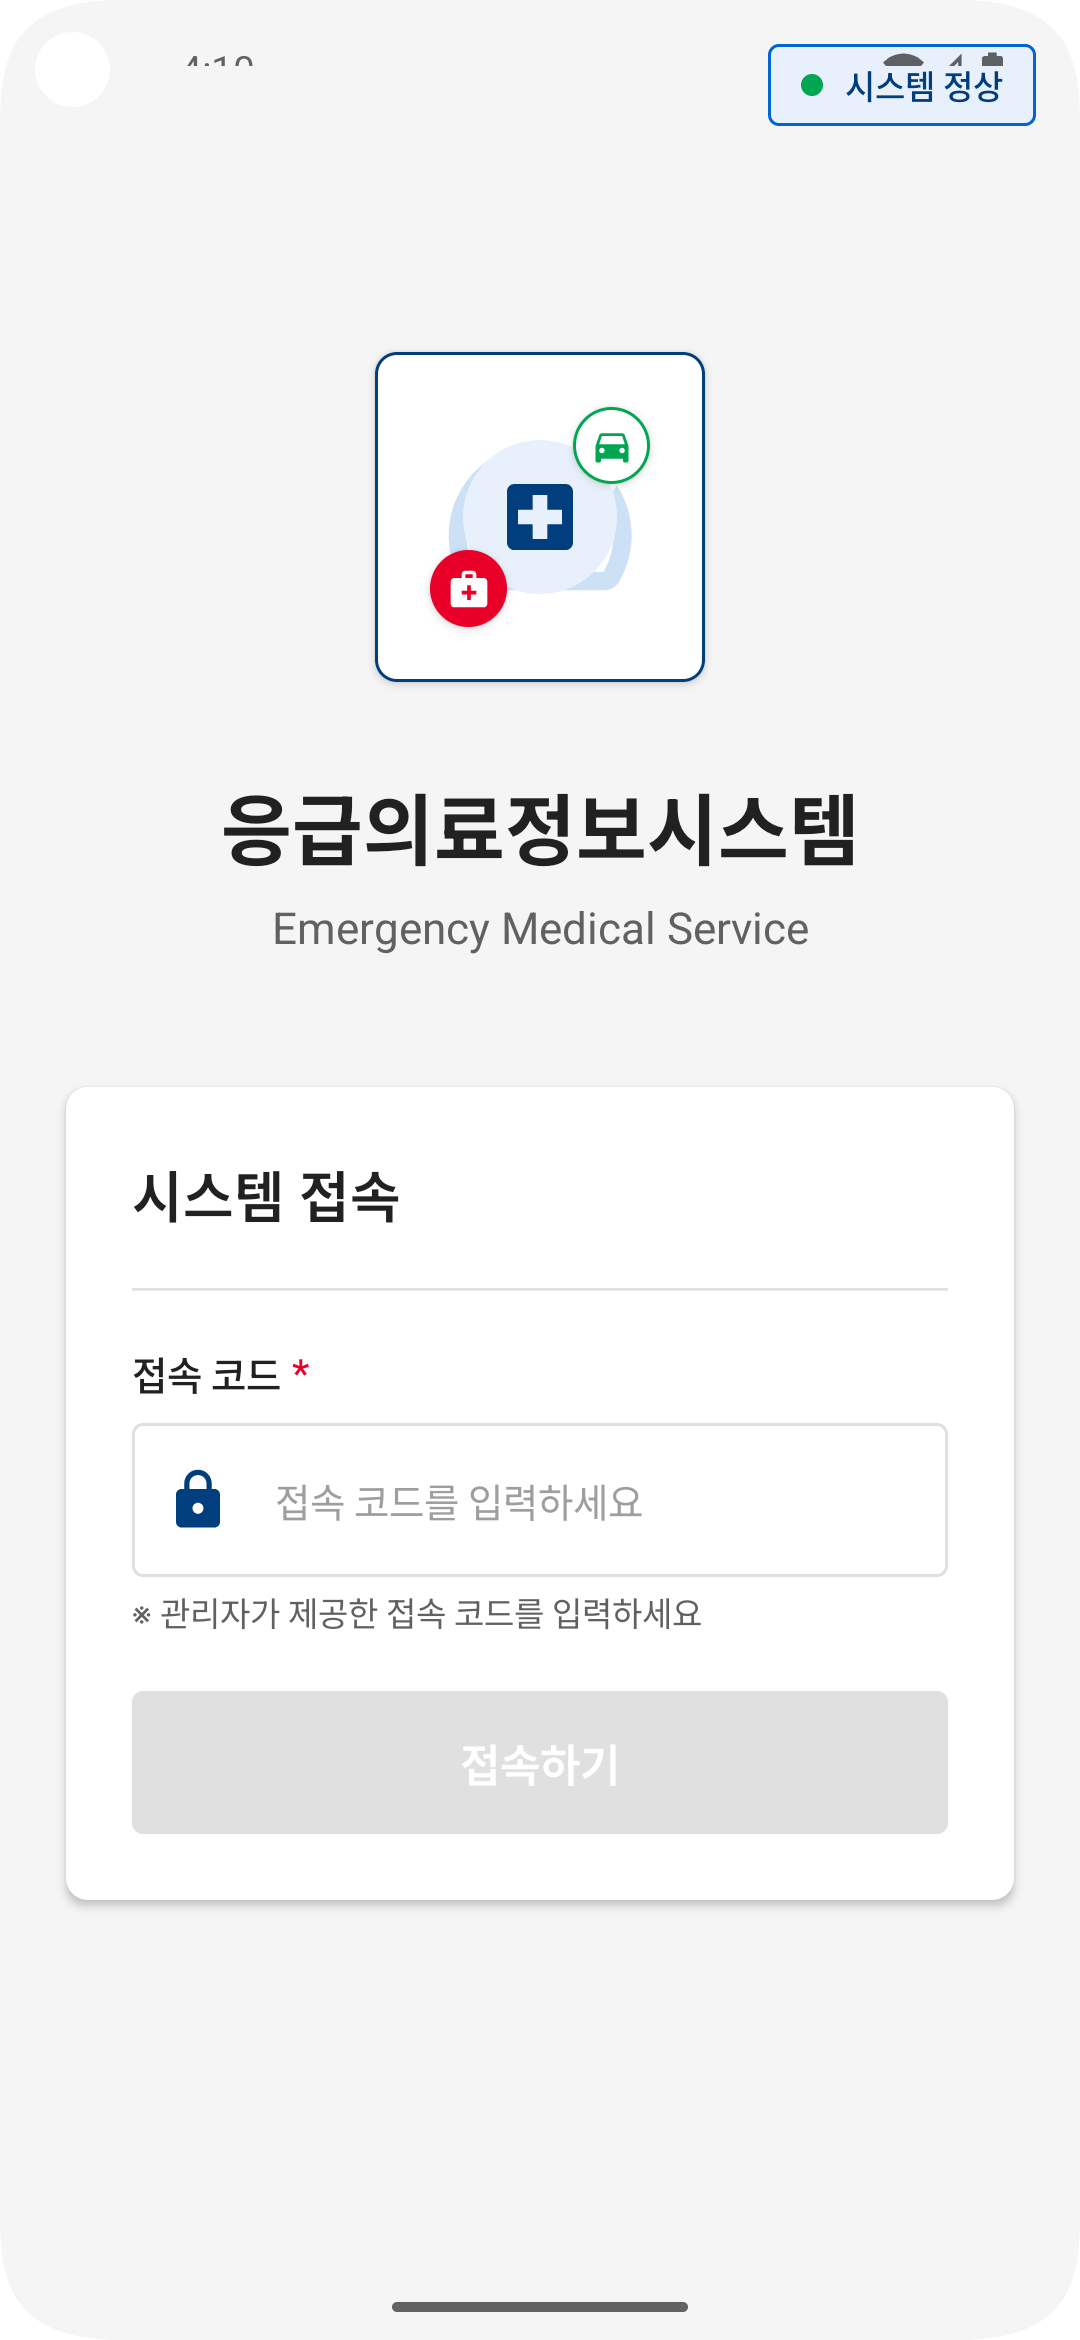 시스템 정상
응급의료정보시스템
Emergency Medical Service
시스템 접속
접속 코드 *
접속 코드를 입력하세요
※ 관리자가 제공한 접속 코드를 입력하세요
접속하기